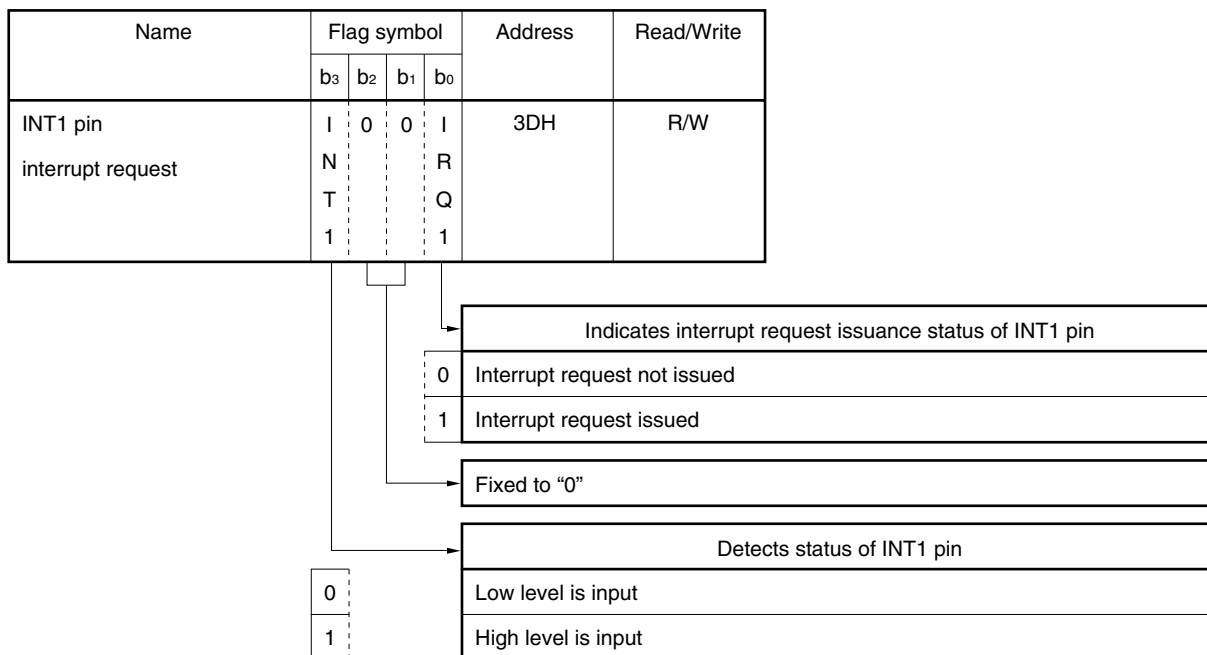 Name Flag symbol Address Read/Write
b3 b2 b1 b0
INT1 pin
interrupt request
INT1 0 0 IRQ1 3DH R/W
Indicates interrupt request issuance status of INT1 pin
0 Interrupt request not issued
1 Interrupt request issued
Fixed to “0”
Detects status of INT1 pin
0 Low level is input
1 High level is input